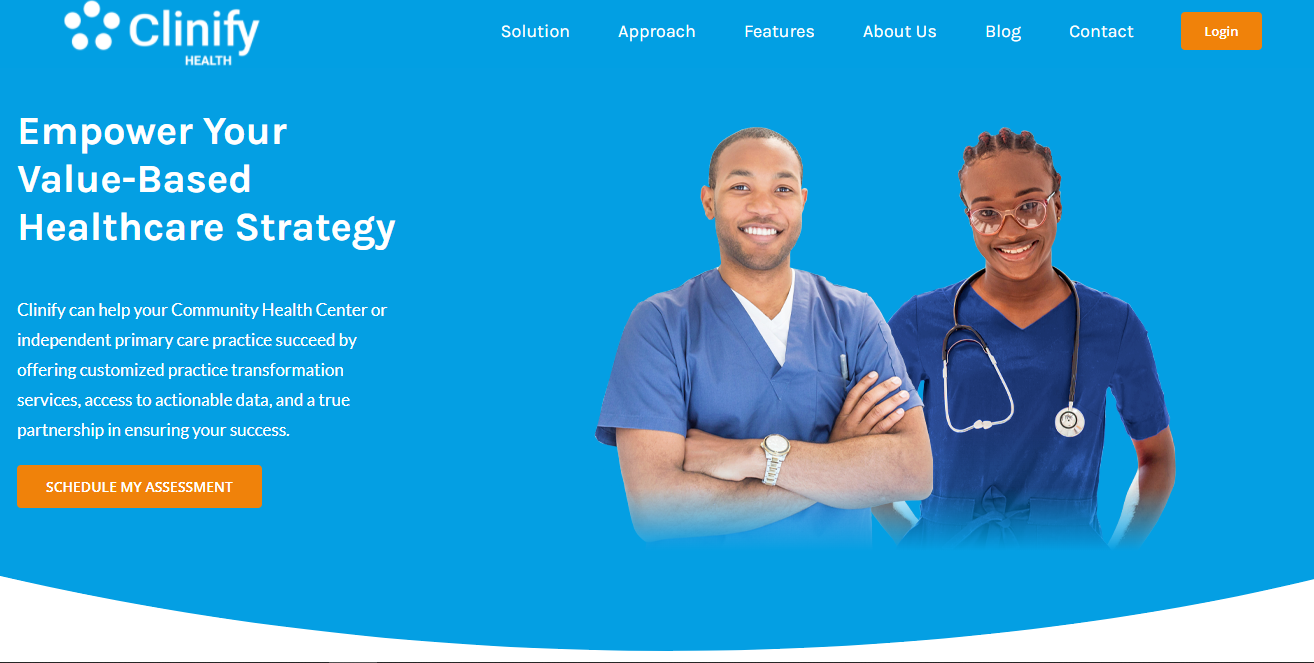 Clinify
HEALTH
Solution
Approach
Features
About Us
Blog
Contact
Login
Empower Your
Value-Based
Healthcare Strategy
Clinify can help your Community Health Center or
independent primary care practice succeed by
offering customized practice transformation
services, access to actionable data, and a true
partnership in ensuring your success.
SCHEDULE MY ASSESSMENT